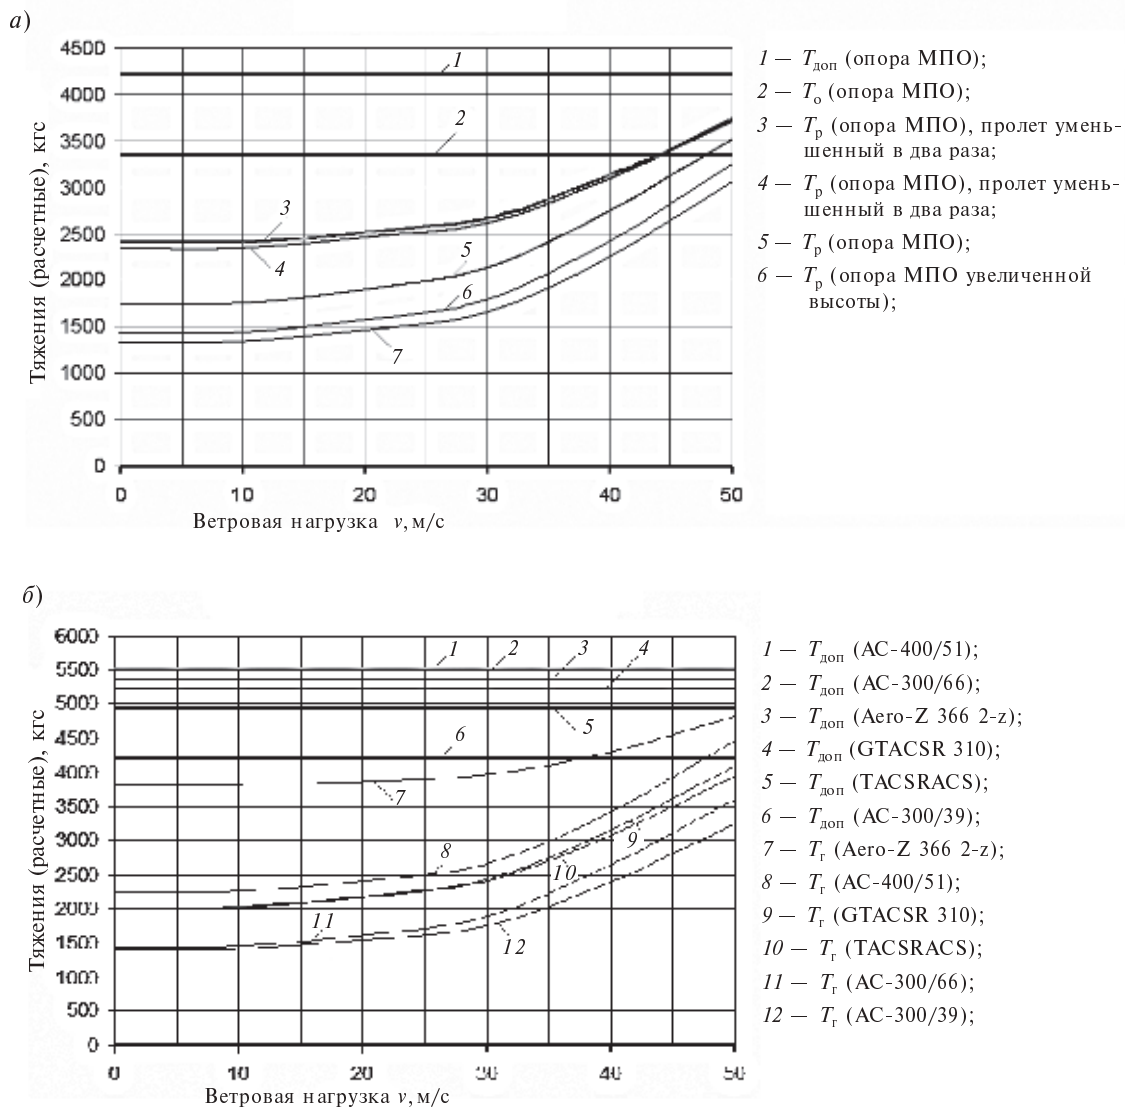 а)
4500
4000
3500
3000
2500
2000
1500
1000
500
0
0 10 20 30 40 50
Тяжения (расчетные), кгс
Ветровая нагрузка v, м/с
1
2
3
4
5
6
7
1 — Tдоп (опора МПО);
2 — Tо (опора МПО);
3 — Tр (опора МПО), пролет умень-
шенный в два раза;
4 — Tр (опора МПО), пролет умень-
шенный в два раза;
5 — Tр (опора МПО);
6 — Tр (опора МПО увеличенной
высоты);
б)
6000
5500
5000
4500
4000
3500
3000
2500
2000
1500
1000
500
0
0 10 20 30 40 50
Тяжения (расчетные), кгс
Ветровая нагрузка v, м/с
1
2
3
4
5
6
7
8
9
10
11
12
1 — Tдоп (АС-400/51);
2 — Tдоп (АС-300/66);
3 — Tдоп (Aero-Z 366 2-z);
4 — Tдоп (GTACSR 310);
5 — Tдоп (TACSRACS);
6 — Tдоп (АС-300/39);
7 — Tг (Aero-Z 366 2-z);
8 — Tг (АС-400/51);
9 — Tг (GTACSR 310);
10 — Tг (TACSRACS);
11 — Tг (АС-300/66);
12 — Tг (АС-300/39);